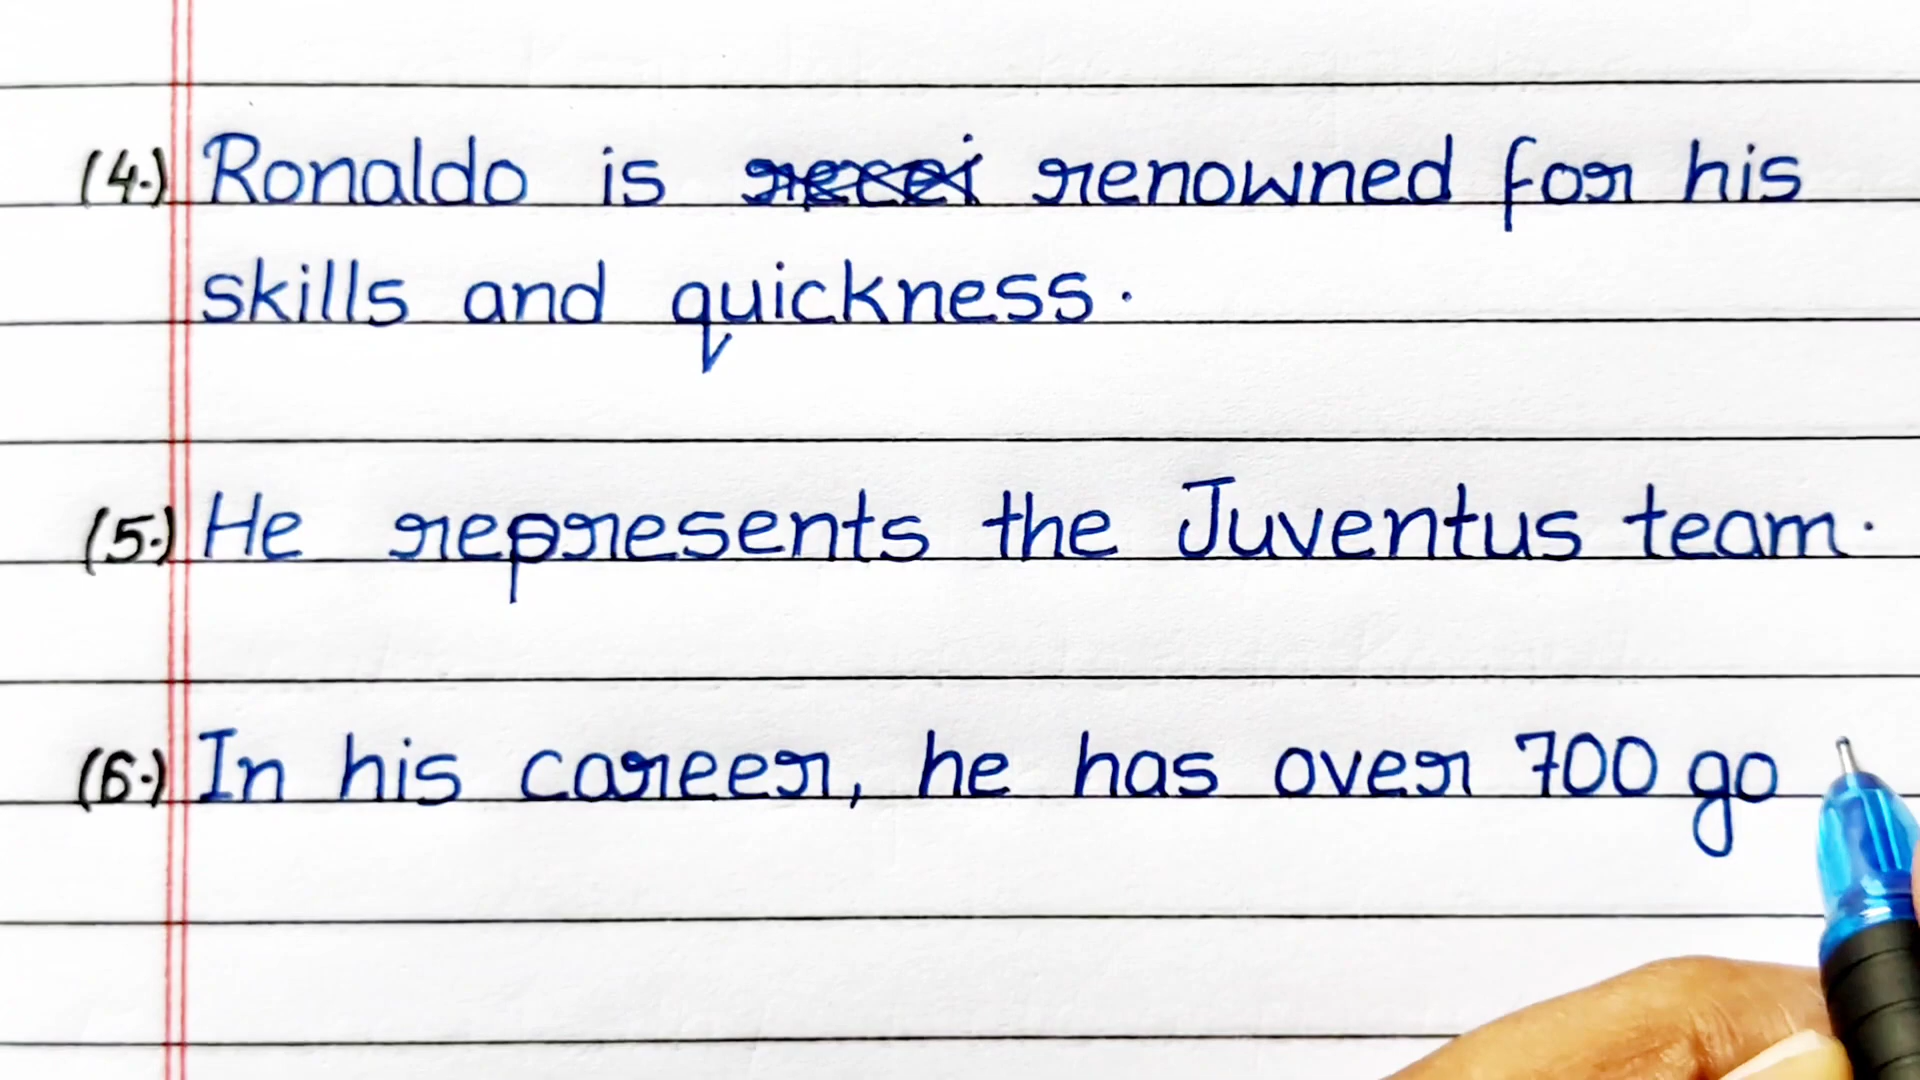 (4.) Ronaldo is renowned for his
skills and quickness.
(5.) He represents the Juventus team.
(6.) In his career, he has over 700 go